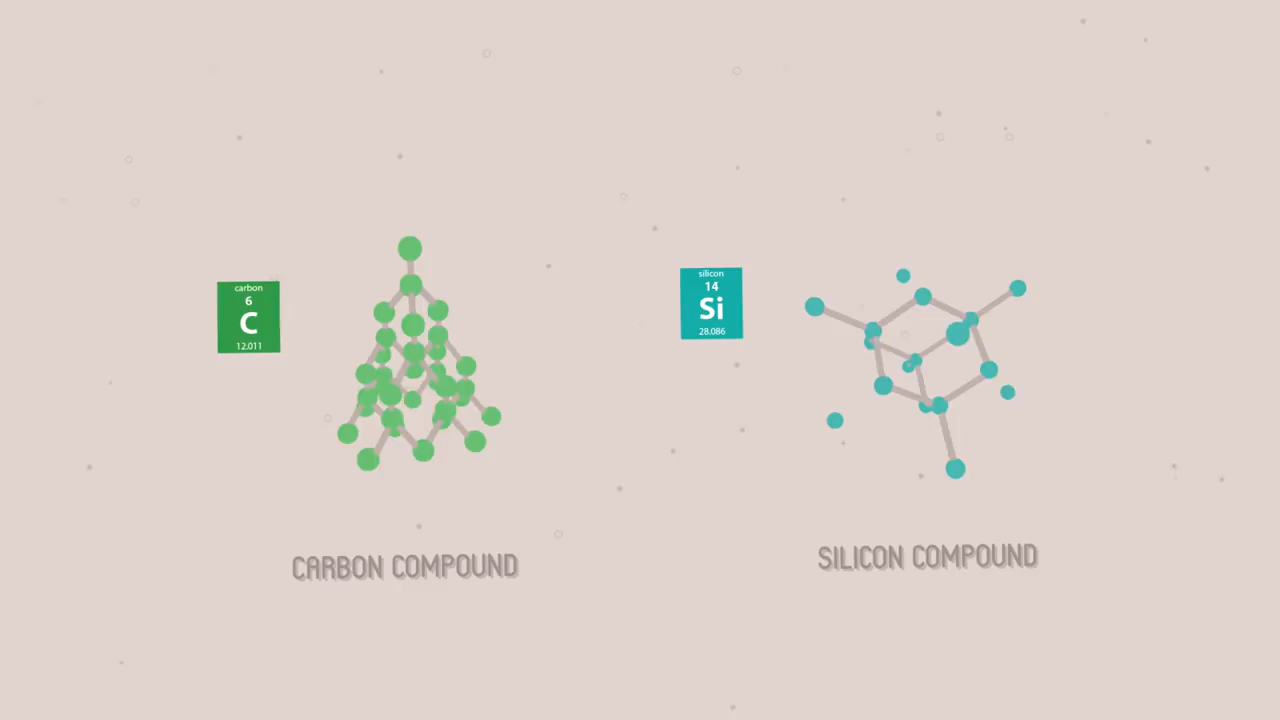 carbon
6
C
12.011
silicon
14
Si
28.086
CARBON COMPOUND
SILICON COMPOUND